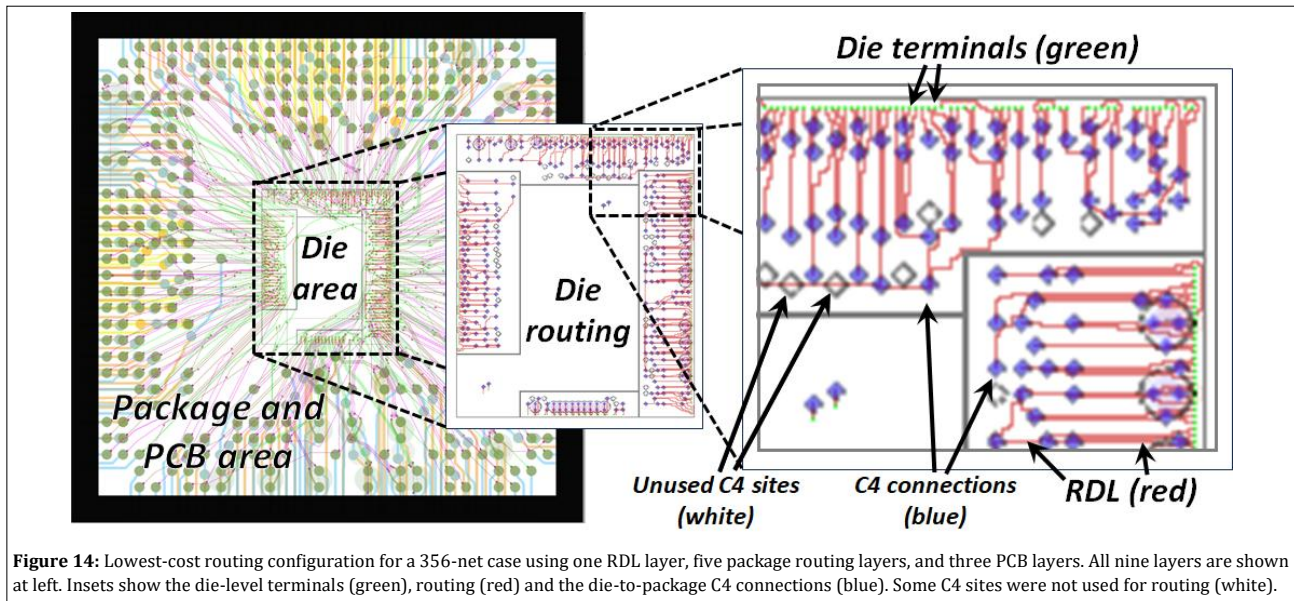 Die terminals (green)
Die
area
Die
routing
Package and
PCB area
Unused C4 sites
(white)
C4 connections
(blue)
RDL (red)
Figure 14: Lowest-cost routing configuration for a 356-net case using one RDL layer, five package routing layers, and three PCB layers. All nine layers are shown
at left. Insets show the die-level terminals (green), routing (red) and the die-to-package C4 connections (blue). Some C4 sites were not used for routing (white).